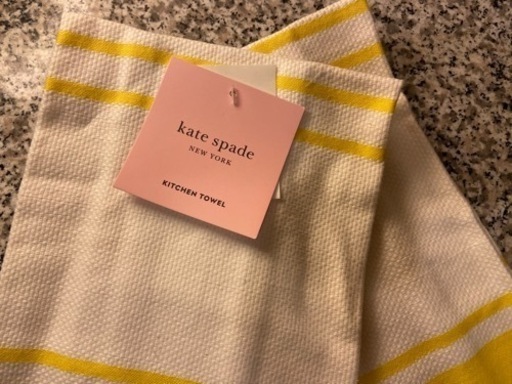 kate spade
NEW YORK
KITCHEN TOWEL